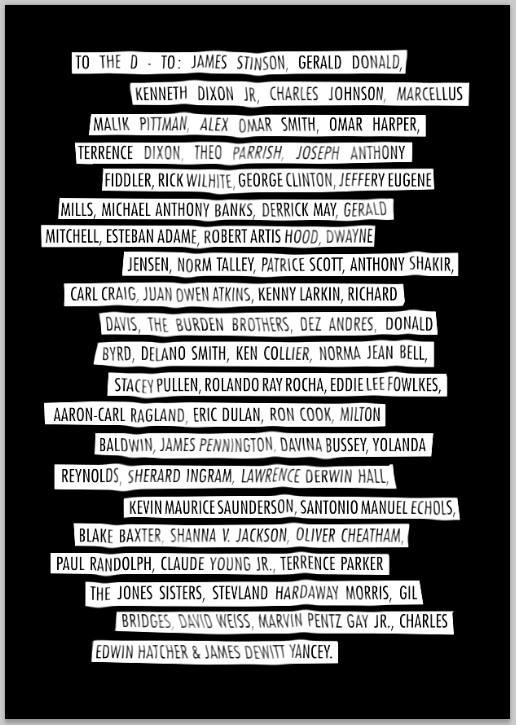 TO THE D - TO: JAMES STINSON, GERALD DONALD,
KENNETH DIXON JR, CHARLES JOHNSON, MARCELLUS
MALIK PITTMAN, ALEX OMAR SMITH, OMAR HARPER,
TERRENCE DIXON, THEO PARRISH, JOSEPH ANTHONY
FIDDLER, RICK WILHITE, GEORGE CLINTON, JEFFERY EUGENE
MILLS, MICHAEL ANTHONY BANKS, DERRICK MAY, GERALD
MITCHELL, ESTEBAN ADAME, ROBERT ARTIS HOOD, DWAYNE
JENSEN, NORM TALLEY, PATRICE SCOTT, ANTHONY SHAKIR,
CARL CRAIG, JUAN OWEN ATKINS, KENNY LARKIN, RICHARD
DAVIS, THE BURDEN BROTHERS, DEZ ANDRES, DONALD
BYRD, DELANO SMITH, KEN COLLIER, NORMA JEAN BELL,
STACEY PULLEN, ROLANDO RAY ROCHA, EDDIE LEE FOWLKES,
AARON-CARL RAGLAND, ERIC DULAN, RON COOK, MILTON
BALDWIN, JAMES PENNINGTON, DAVINA BUSSEY, YOLANDA
REYNOLDS, SHERARD INGRAM, LAWRENCE DERWIN HALL,
KEVIN MAURICE SAUNDERSON, SANTONIO MANUEL ECHOLS,
BLAKE BAXTER, SHANNA V. JACKSON, OLIVER CHEATHAM,
PAUL RANDOLPH, CLAUDE YOUNG JR., TERRENCE PARKER
THE JONES SISTERS, STEVLAND HARDAWAY MORRIS, GIL
BRIDGES, DAVID WEISS, MARVIN PENTZ GAY JR., CHARLES
EDWIN HATCHER & JAMES DEWITT YANCEY.